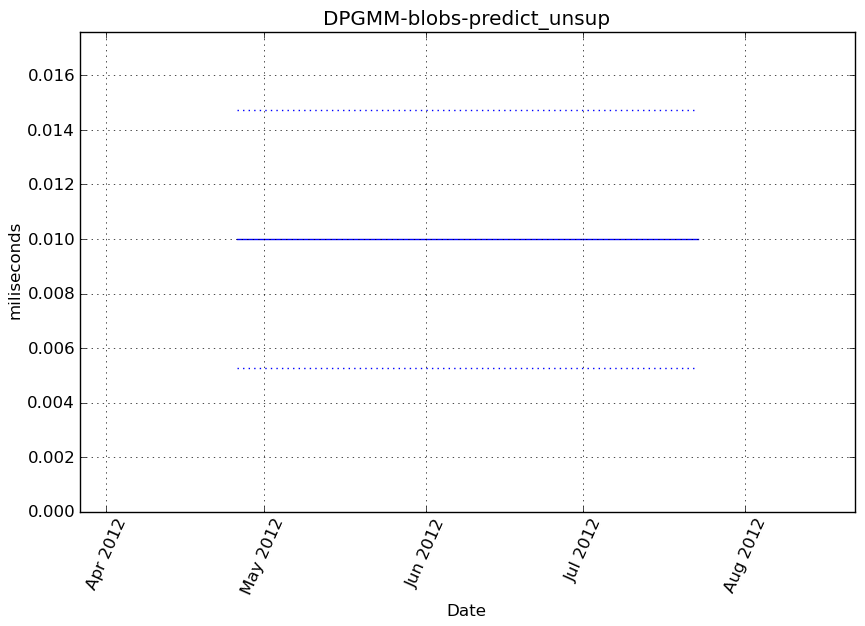 DPGMM-blobs-predict_unsup
0.016
0.014
0.012
0.010
0.008
0.006
0.004
0.002
0.000
miliseconds
Apr 2012
May 2012
Jun 2012
Jul 2012
Aug 2012
Date